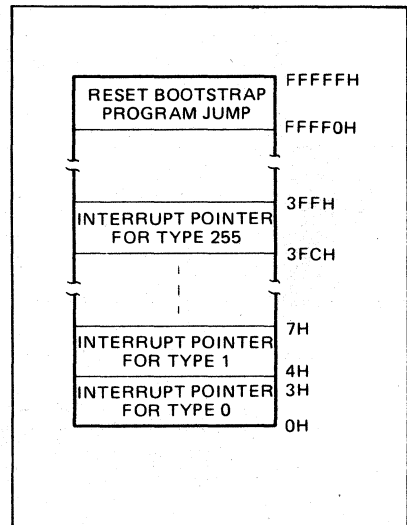 RESET BOOTSTRAP
PROGRAM JUMP
FFFFFH
FFFF0H
INTERRUPT POINTER
FOR TYPE 255
3FFH
3FCH
INTERRUPT POINTER
FOR TYPE 1
7H
4H
INTERRUPT POINTER
FOR TYPE 0
3H
0H